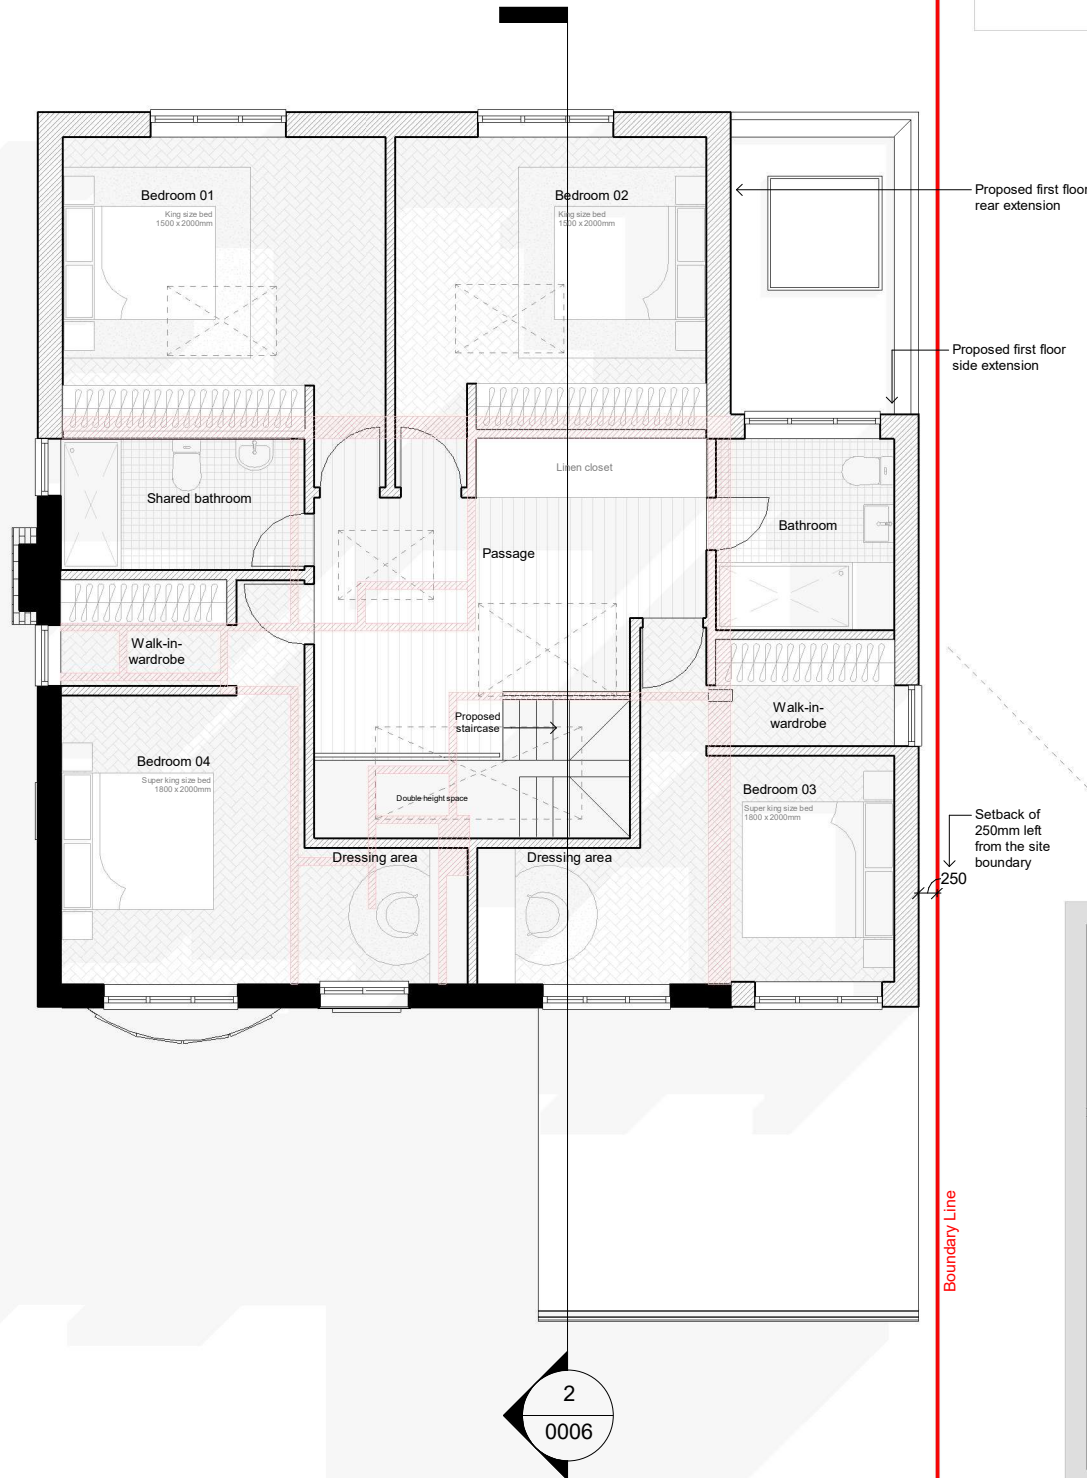 Bedroom 01
King size bed
1500 x 2000mm
Bedroom 02
King size bed
1500 x 2000mm
Proposed first floor
rear extension
Proposed first floor
side extension
Linen closet
Shared bathroom
Passage
Bathroom
Walk-in-
wardrobe
Walk-in-
wardrobe
Proposed
staircase
Bedroom 04
Super king size bed
1800 x 2000mm
Double height space
Bedroom 03
Super king size bed
1800 x 2000mm
Setback of
250mm left
from the site
boundary
250
Dressing area
Dressing area
Boundary Line
2
0006